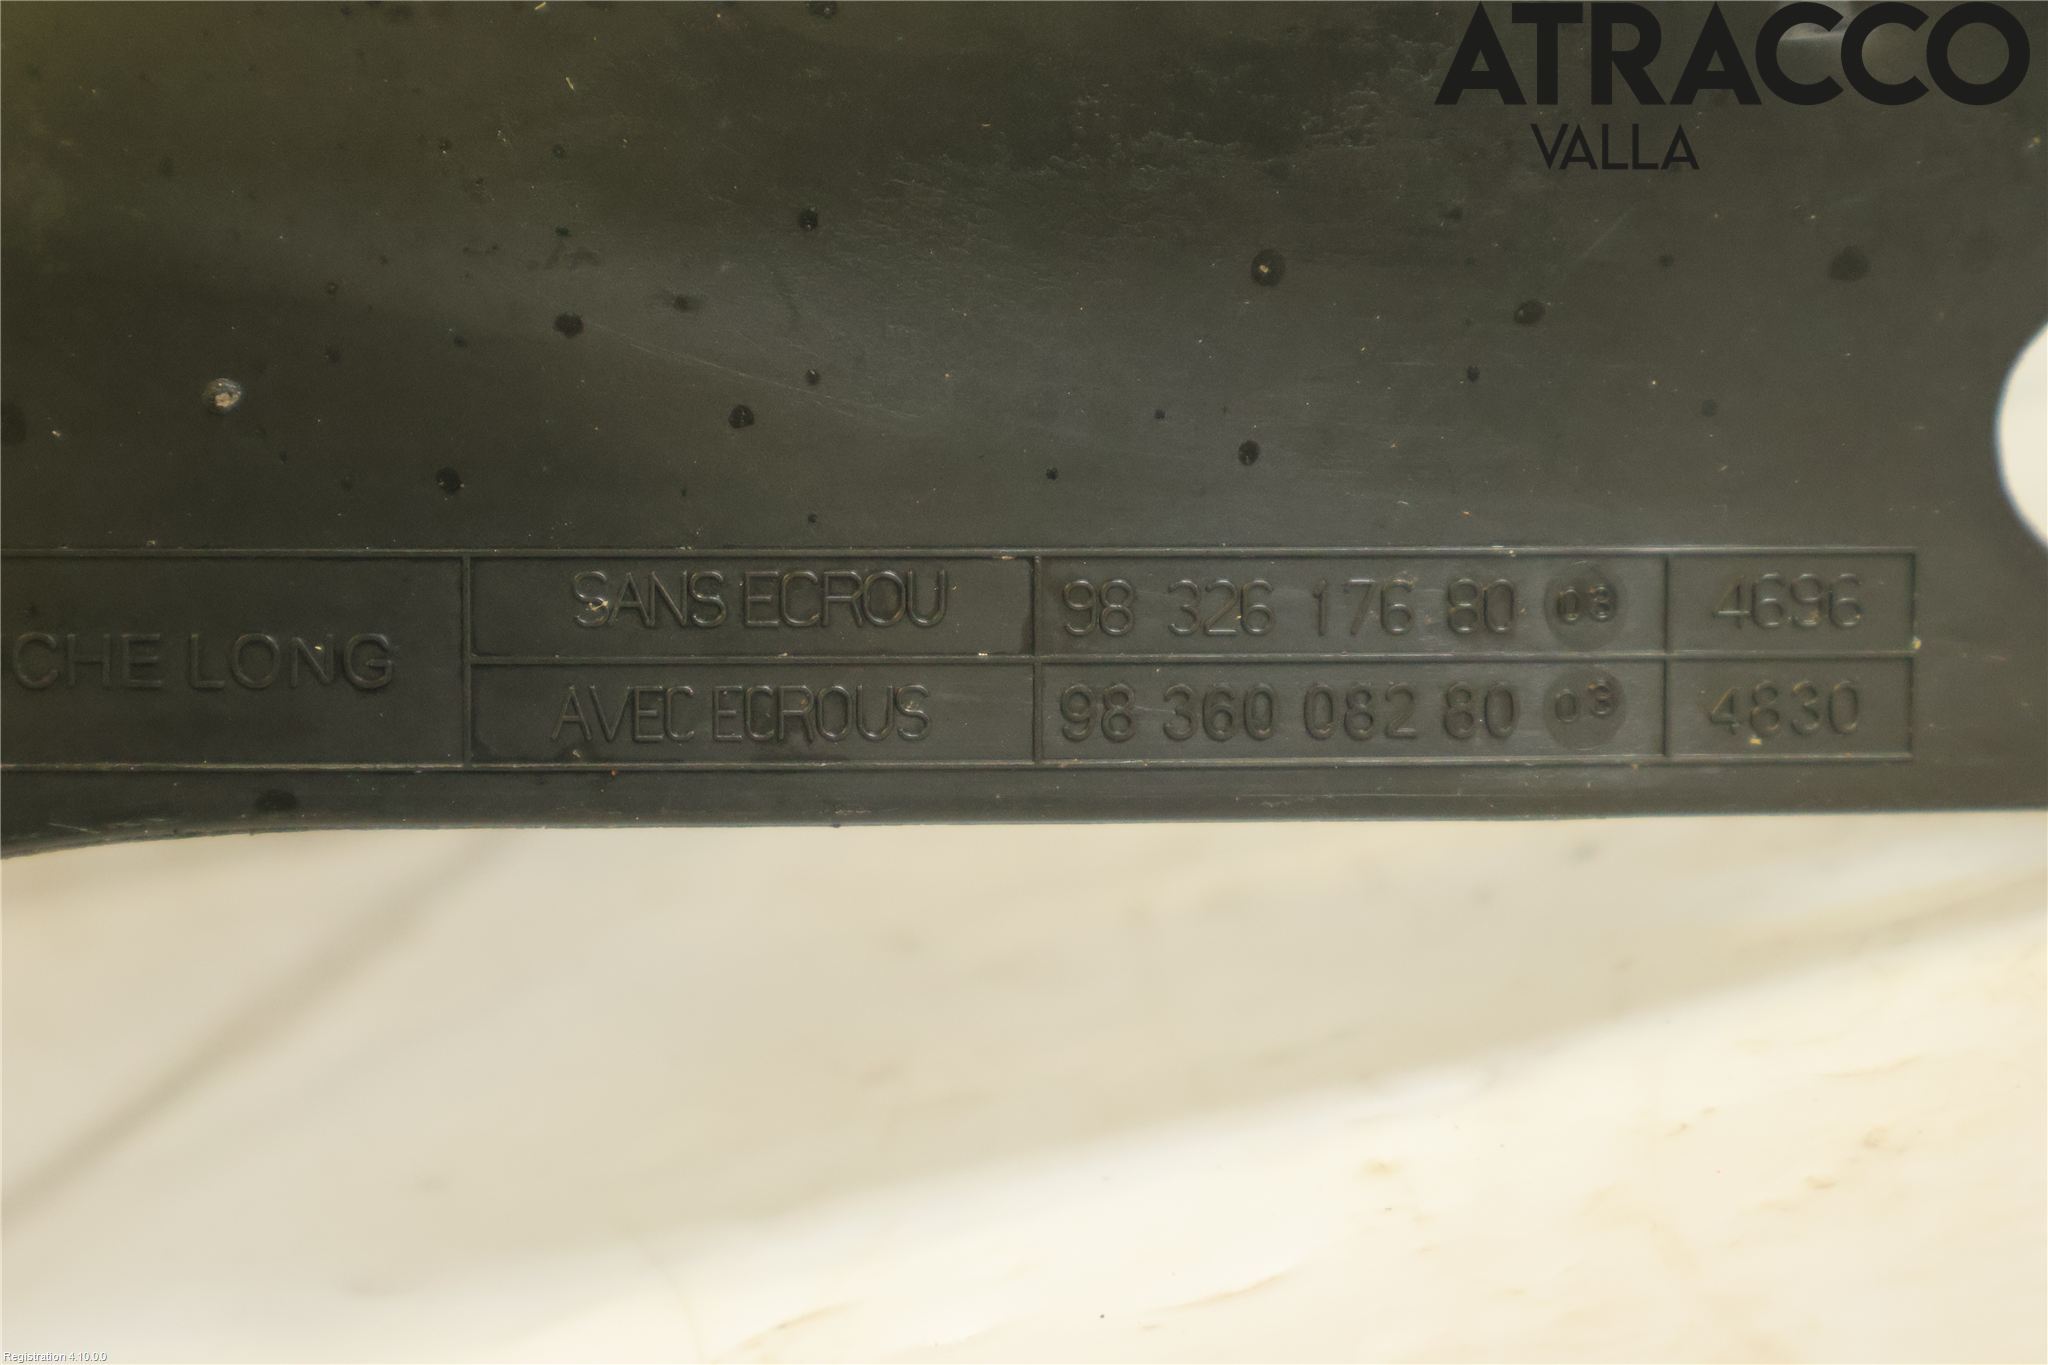 ATRACCO
VALLA
SANS ECROU 98 326 176 80 03 4696
CHE LONG
AVEC ECROUS 98 360 082 80 03 4830
Registration 4.10.0.0